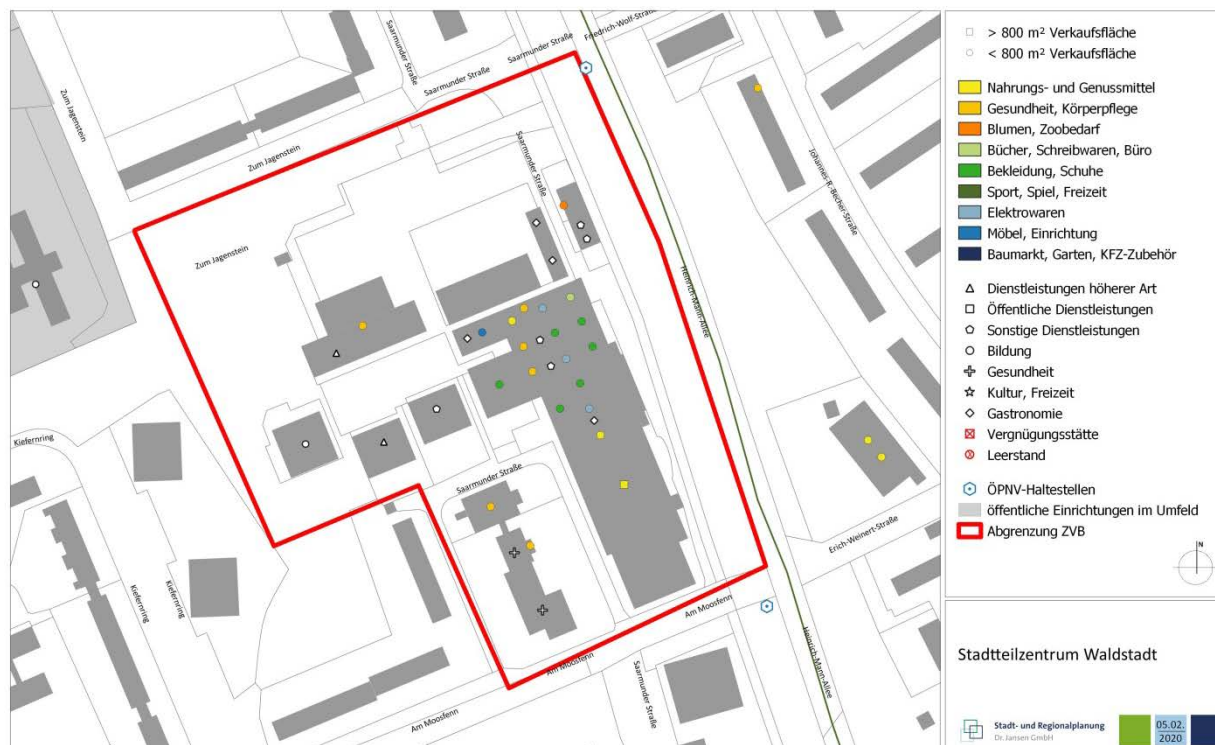 Friedrich-Wolf-Straße
Saarmunder Straße
Saarmunder Straße
Saarmunder Straße
Zum Jagenstein
Zum Jagenstein
Saarmunder Straße
Johannes-R.-Becher-Straße
Zum Jagenstein
Heinrich-Mann-Allee
Kiefernring
Saarmunder Straße
Erich-Weinert-Straße
Kiefernring
Kiefernring
Am Moosfenn
Heinrich-Mann-Allee
Am Moosfenn
Saarmunder Straße
Am Moosfenn
> 800 m² Verkaufsfläche
< 800 m² Verkaufsfläche
Nahrungs- und Genussmittel
Gesundheit, Körperpflege
Blumen, Zoobedarf
Bücher, Schreibwaren, Büro
Bekleidung, Schuhe
Sport, Spiel, Freizeit
Elektrowaren
Möbel, Einrichtung
Baumarkt, Garten, KFZ-Zubehör
Dienstleistungen höherer Art
Öffentliche Dienstleistungen
Sonstige Dienstleistungen
Bildung
Gesundheit
Kultur, Freizeit
Gastronomie
Vergnügungsstätte
Leerstand
ÖPNV-Haltestellen
öffentliche Einrichtungen im Umfeld
Abgrenzung ZVB
N
Stadtteilzentrum Waldstadt
Stadt- und Regionalplanung
Dr. Jansen GmbH
05.02.
2020